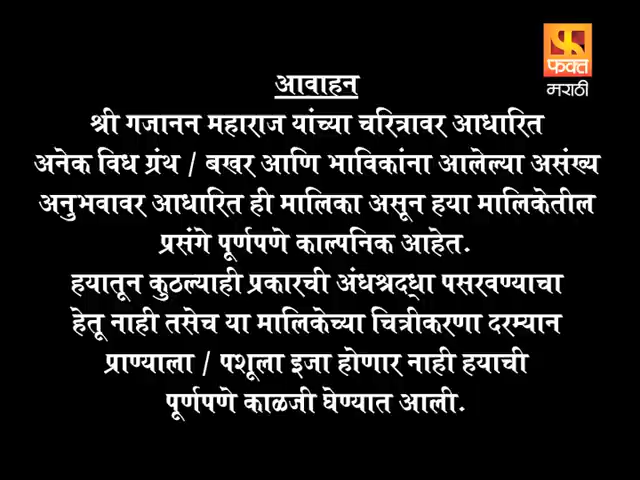 फक्त
मराठी
आवाहन
श्री गजानन महाराज यांच्या चरित्रावर आधारित
अनेक विध ग्रंथ / बखर आणि भाविकांना आलेल्या असंख्य
अनुभवावर आधारित ही मालिका असून हया मालिकेतील
प्रसंगे पूर्णपणे काल्पनिक आहेत.
हयातून कुठल्याही प्रकारची अंधश्रद्धा पसरवण्याचा
हेतू नाही तसेच या मालिकेच्या चित्रीकरणा दरम्यान
प्राण्याला / पशूला इजा होणार नाही हयाची
पूर्णपणे काळजी घेण्यात आली.